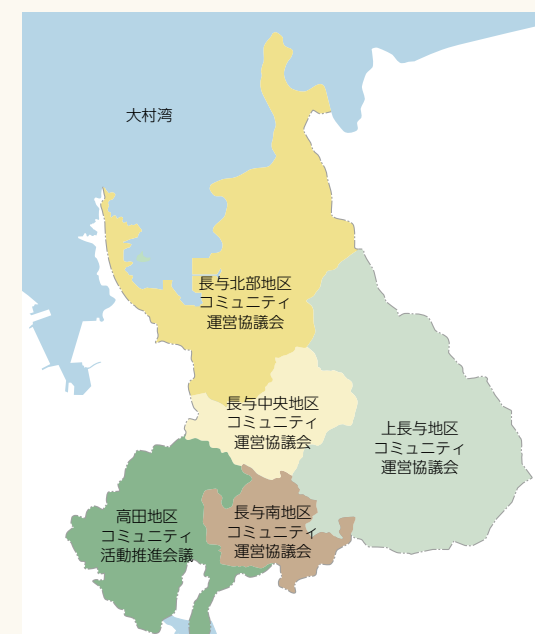 大村湾
長与北部地区
コミュニティ
運営協議会
長与中央地区
コミュニティ
運営協議会
上長与地区
コミュニティ
運営協議会
高田地区
コミュニティ
活動推進会議
長与南地区
コミュニティ
運営協議会